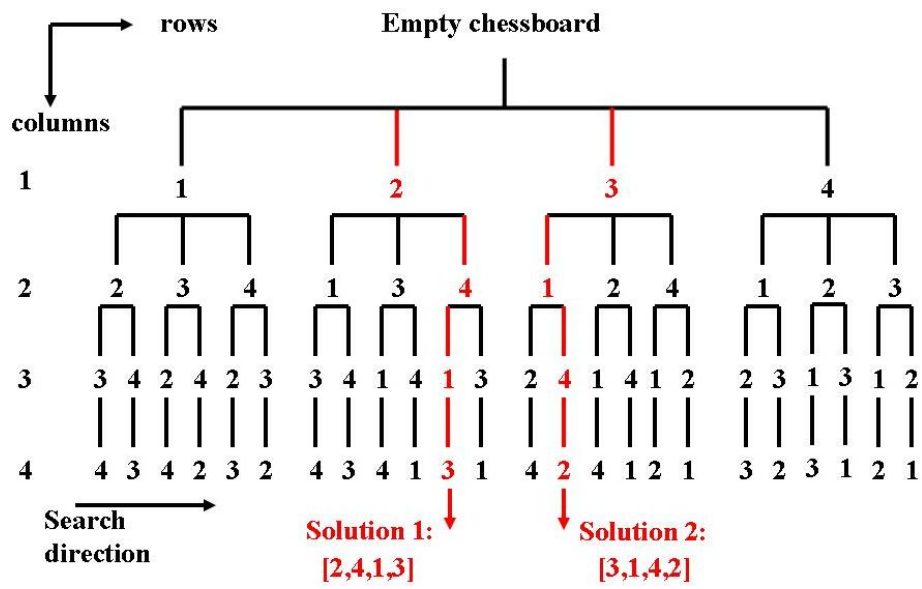 rows
Empty chessboard
columns
1
1 2 3 4
2
2 3 4 1 3 4 1 2 4 1 2 3
3
3 4 2 4 2 3 3 4 1 4 1 3 2 4 1 4 1 2 2 3 1 3 1 2
4
4 3 4 2 3 2 4 3 4 1 3 1 4 2 4 1 2 1 3 2 3 1 2 1
Search
direction
Solution 1:
[2,4,1,3]
Solution 2:
[3,1,4,2]